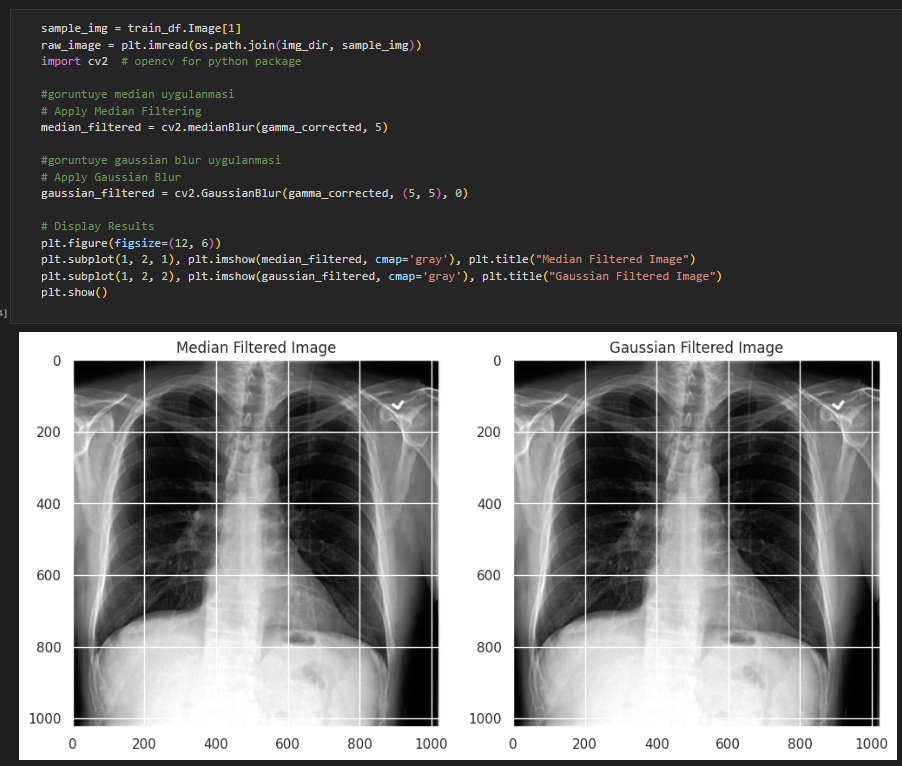 sample_img = train_df.Image[1]
raw_image = plt.imread(os.path.join(img_dir, sample_img))
import cv2  # opencv for python package
#goruntuye median uygulanmasi
# Apply Median Filtering
median_filtered = cv2.medianBlur(gamma_corrected, 5)
#goruntuye gaussian blur uygulanmasi
# Apply Gaussian Blur
gaussian_filtered = cv2.GaussianBlur(gamma_corrected, (5, 5), 0)
# Display Results
plt.figure(figsize=(12, 6))
plt.subplot(1, 2, 1), plt.imshow(median_filtered, cmap='gray'), plt.title("Median Filtered Image")
plt.subplot(1, 2, 2), plt.imshow(gaussian_filtered, cmap='gray'), plt.title("Gaussian Filtered Image")
plt.show()
4]
Median Filtered Image
0
200
400
600
800
1000
0 200 400 600 800 1000
Gaussian Filtered Image
0
200
400
600
800
1000
0 200 400 600 800 1000